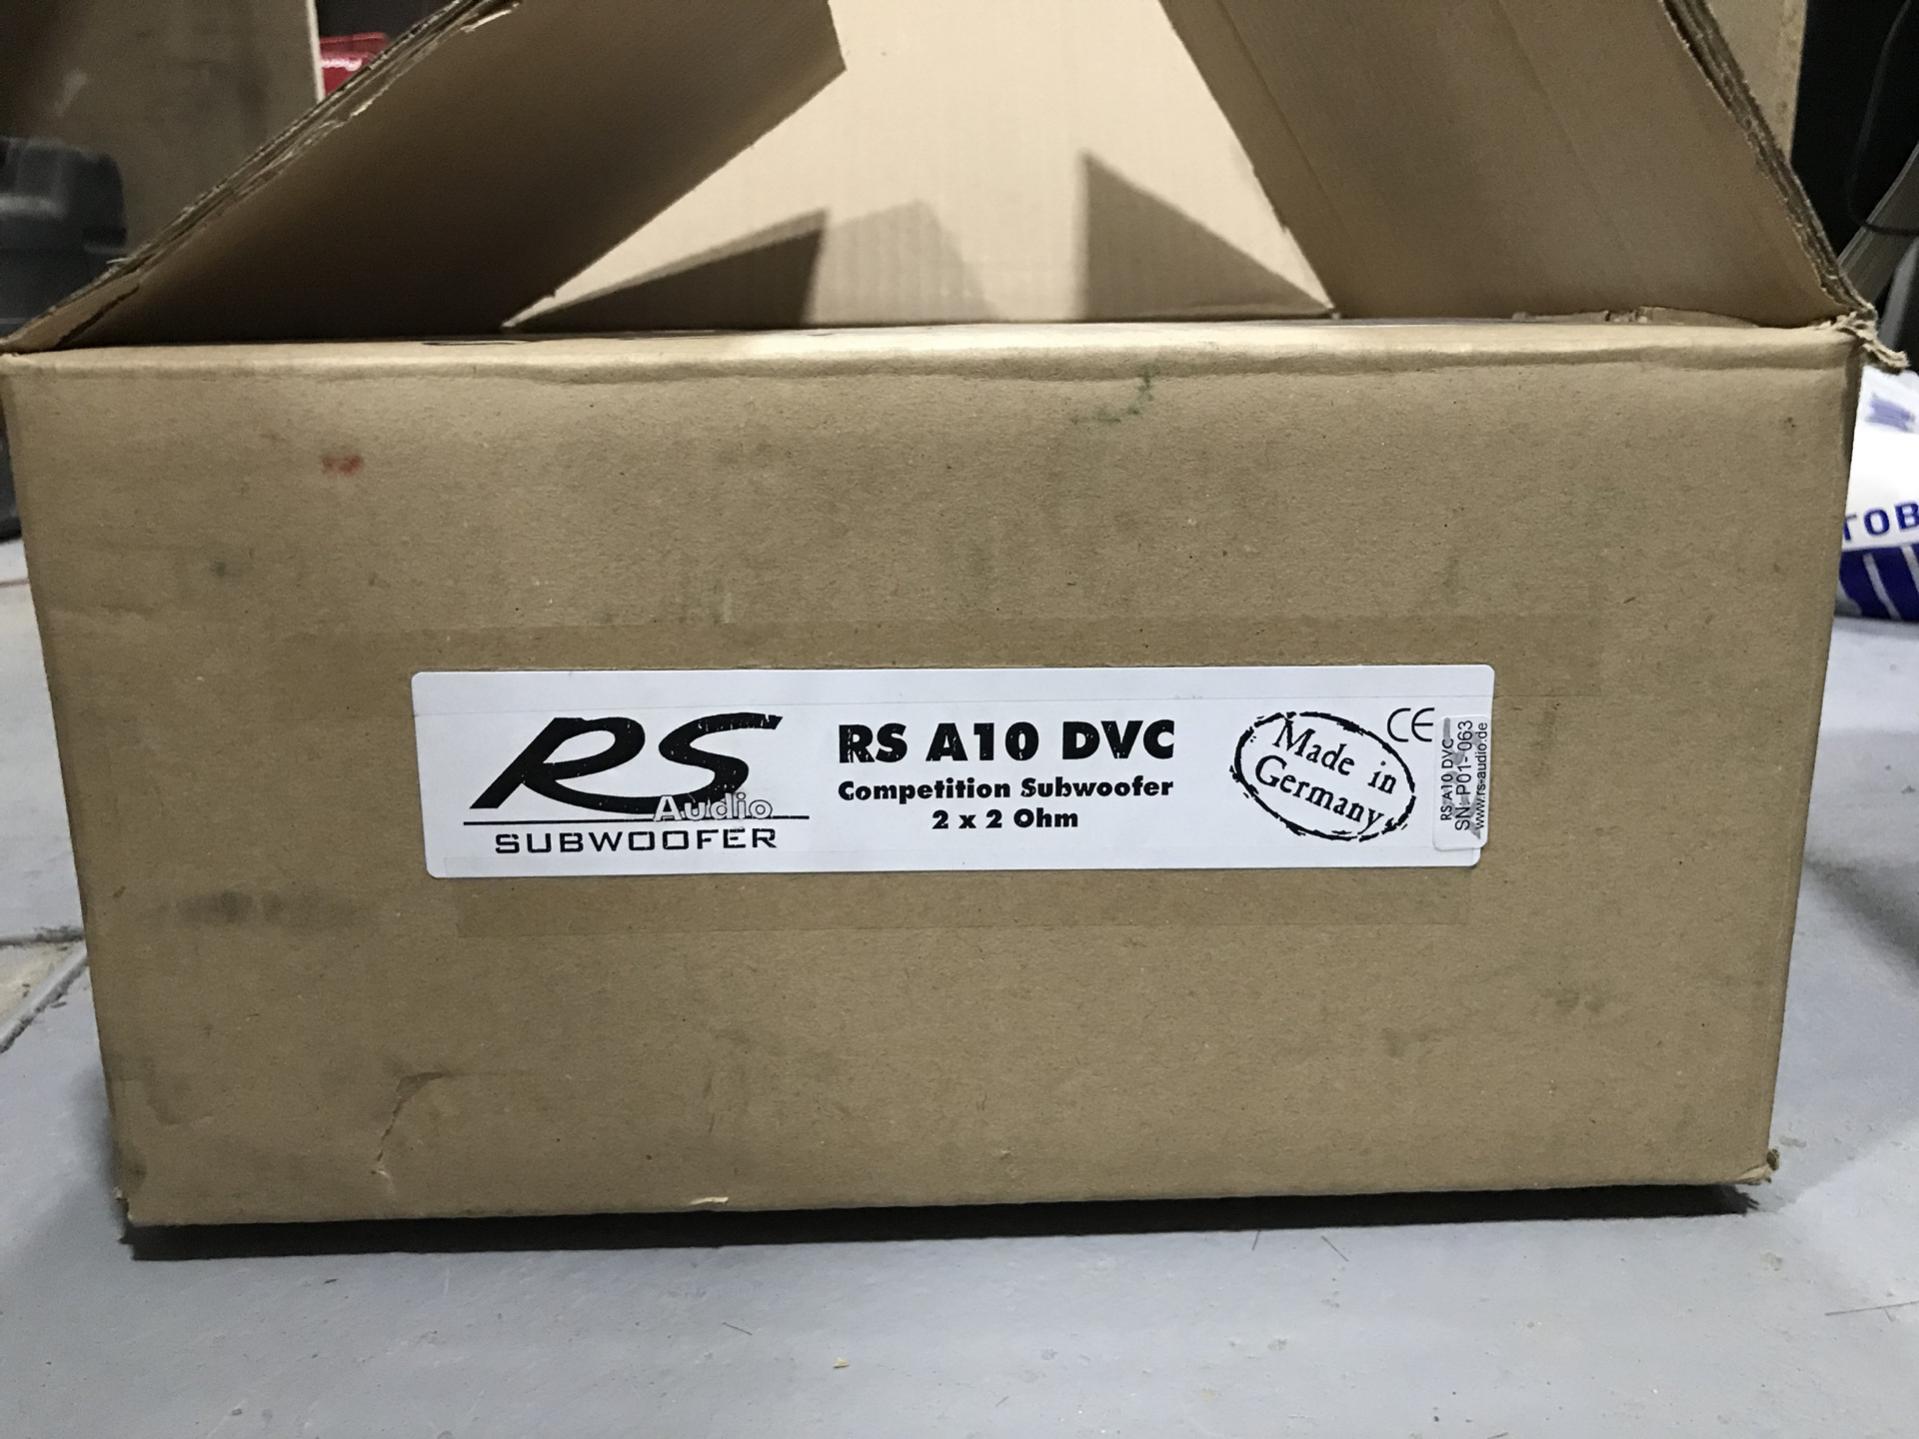 RS
Audio
SUBWOOFER
RS A10 DVC
Competition Subwoofer
2 x 2 Ohm
Made in
Germany
CE
RS A10 DVC
SN: P01-063
www.rs-audio.de
ТОВ